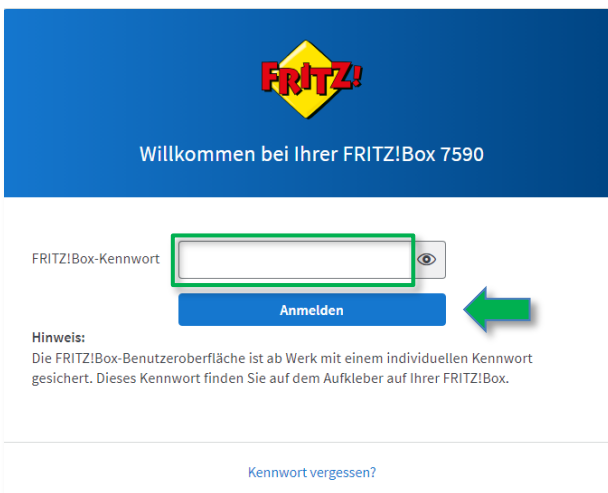 FRITZ!
Willkommen bei Ihrer FRITZ!Box 7590
FRITZ!Box-Kennwort
Anmelden
Hinweis:
Die FRITZ!Box-Benutzeroberfläche ist ab Werk mit einem individuellen Kennwort
gesichert. Dieses Kennwort finden Sie auf dem Aufkleber auf Ihrer FRITZ!Box.
Kennwort vergessen?